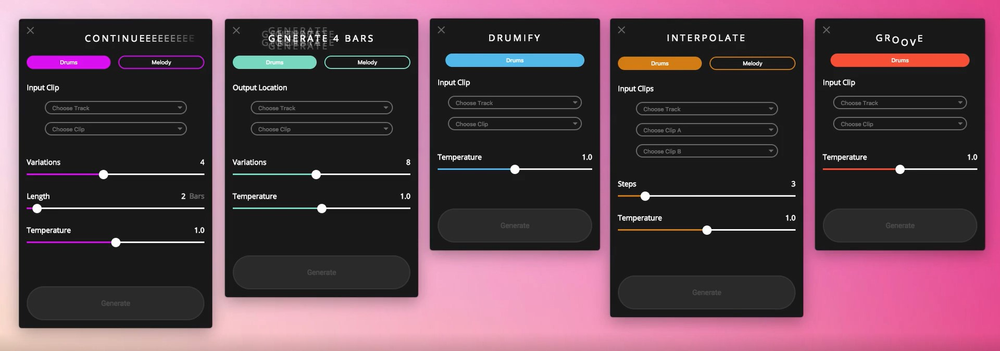 CONTINUEEEEEEEEE
Drums Melody
Input Clip
Choose Track
Choose Clip
Variations 4
Length 2 Bars
Temperature 1.0
Generate
GENERATE
GENERATE
GENERATE 4 BARS
GENERATE
GENERATE
Drums Melody
Output Location
Choose Track
Choose Clip
Variations 8
Temperature 1.0
Generate
DRUMIFY
Drums
Input Clip
Choose Track
Choose Clip
Temperature 1.0
Generate
INTERPOLATE
Drums Melody
Input Clips
Choose Track
Choose Clip A
Choose Clip B
Steps 3
Temperature 1.0
Generate
GROOVE
Drums
Input Clip
Choose Track
Choose Clip
Temperature 1.0
Generate